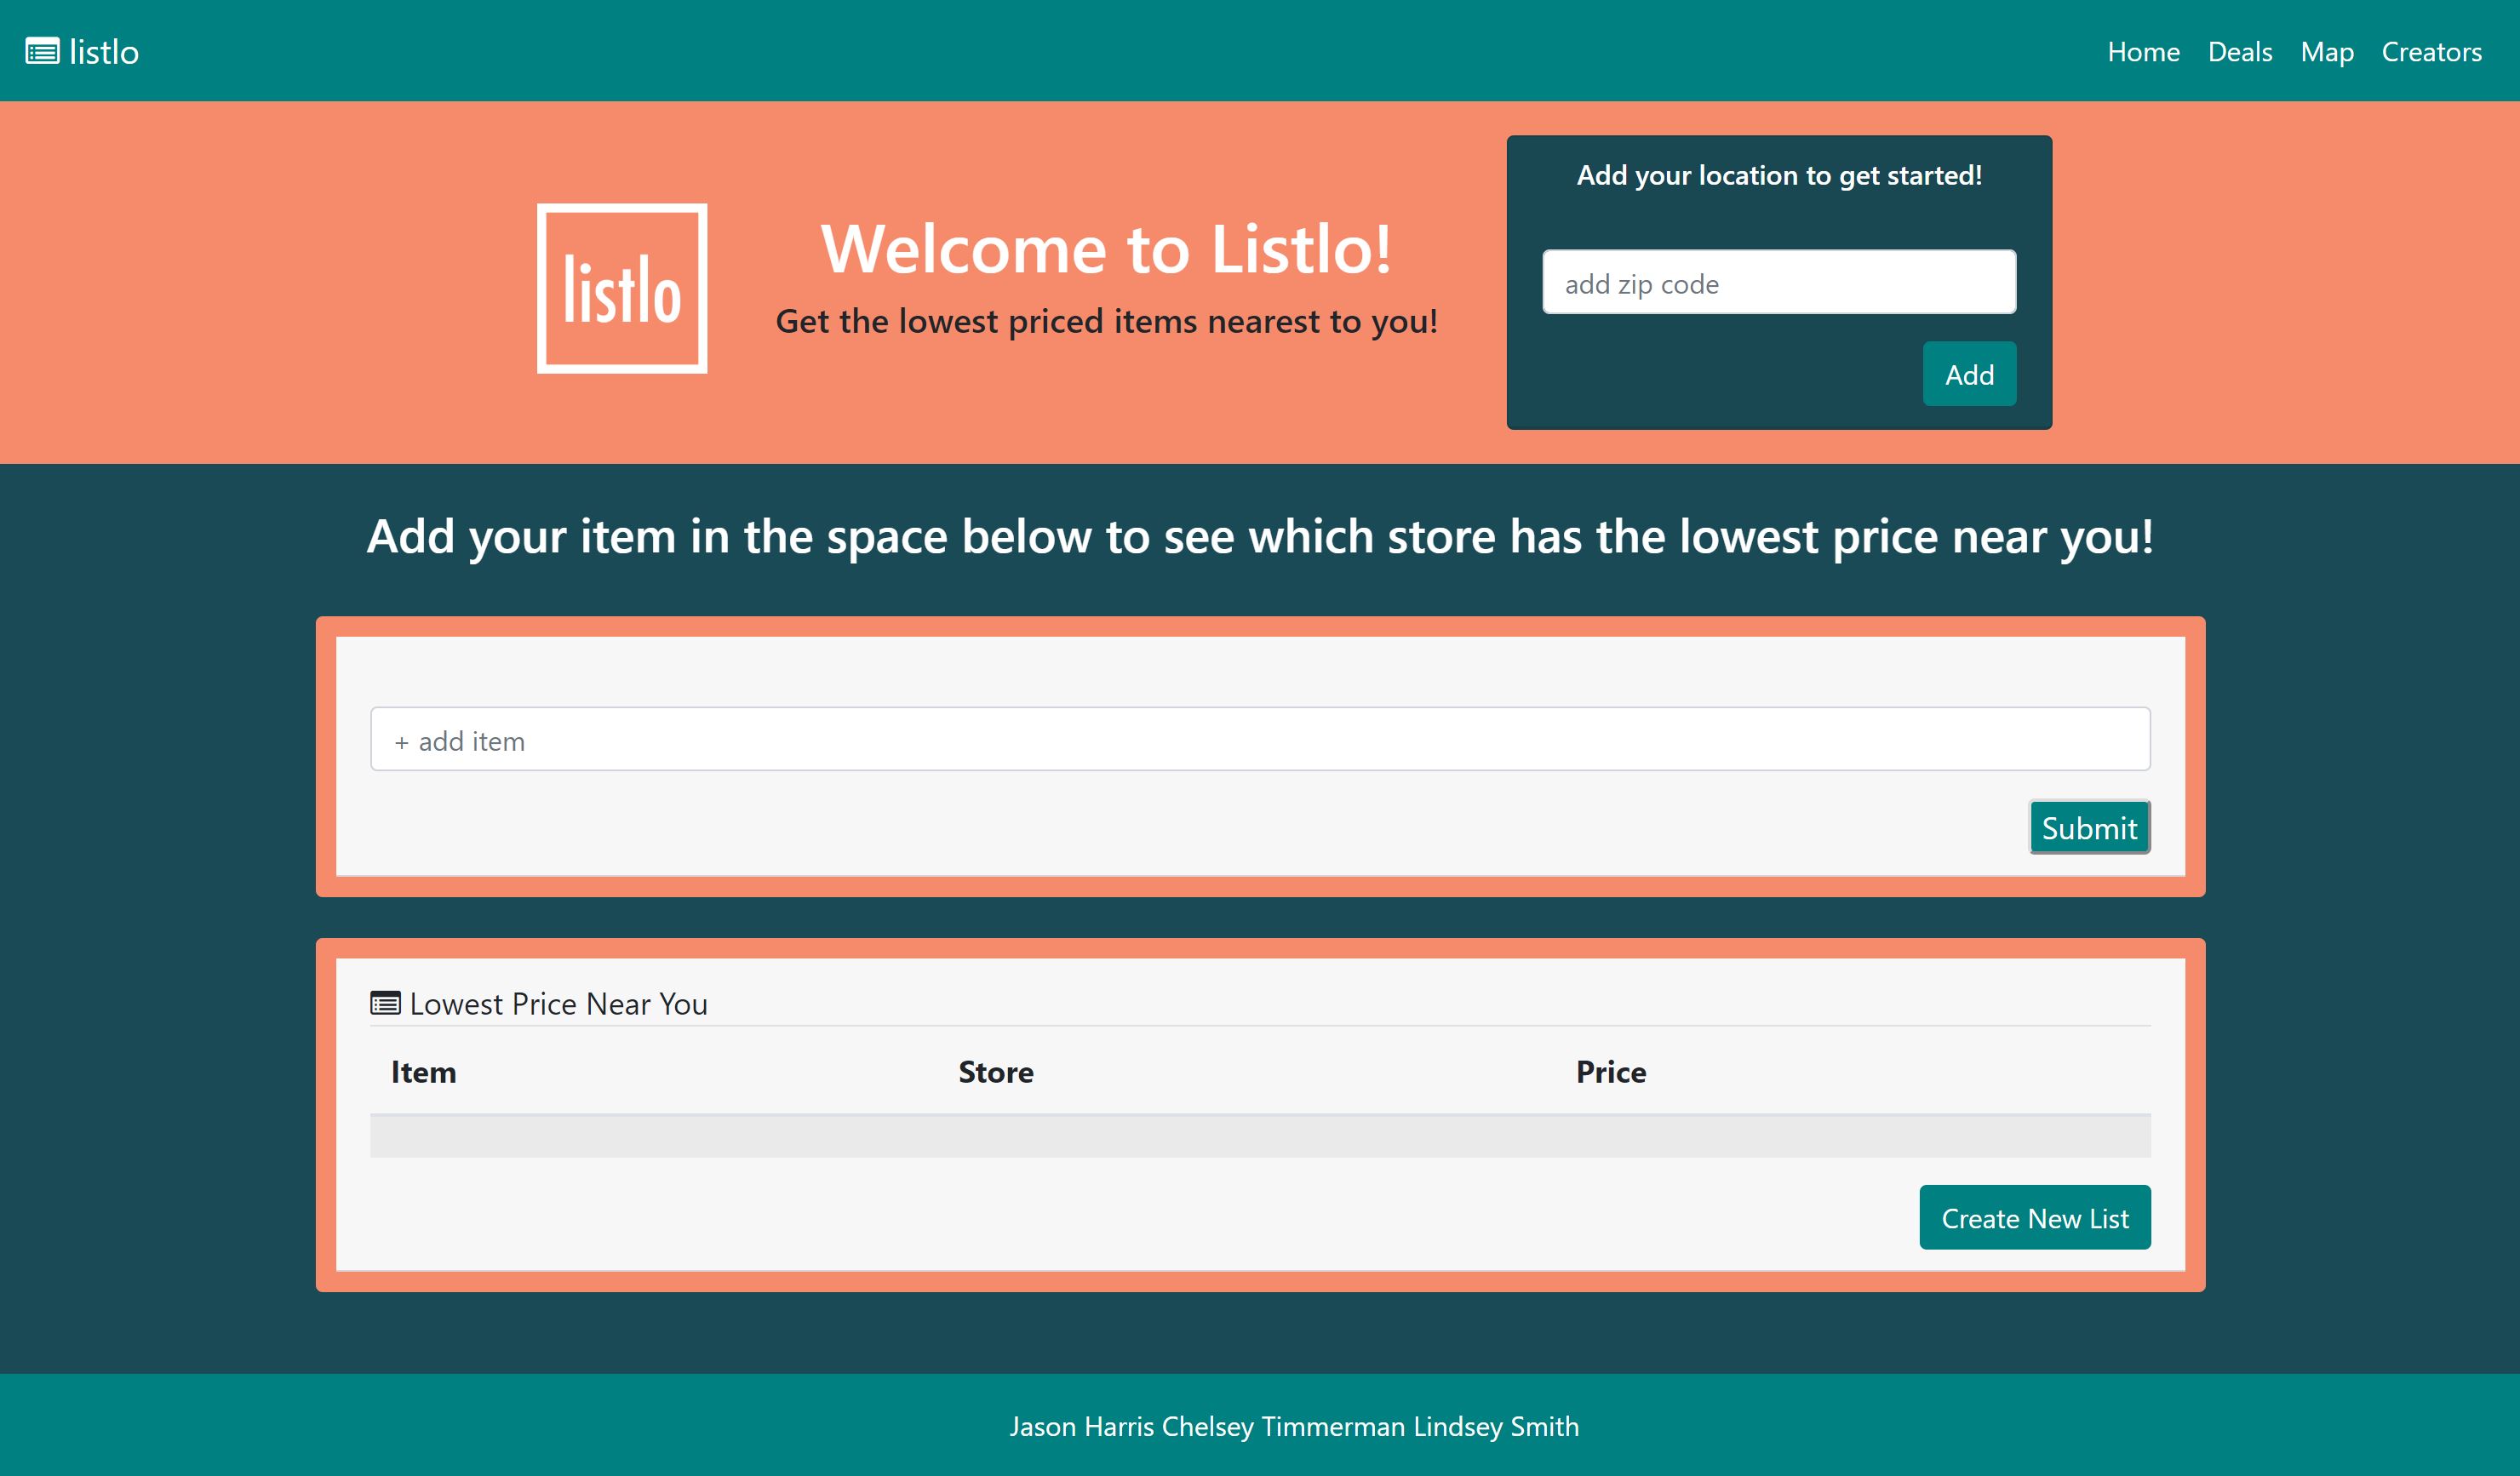 listlo
Home Deals Map Creators
listlo
Welcome to Listlo!
Get the lowest priced items nearest to you!
Add your location to get started!
add zip code
Add
Add your item in the space below to see which store has the lowest price near you!
+ add item
Submit
Lowest Price Near You
Item Store Price
Create New List
Jason Harris Chelsey Timmerman Lindsey Smith